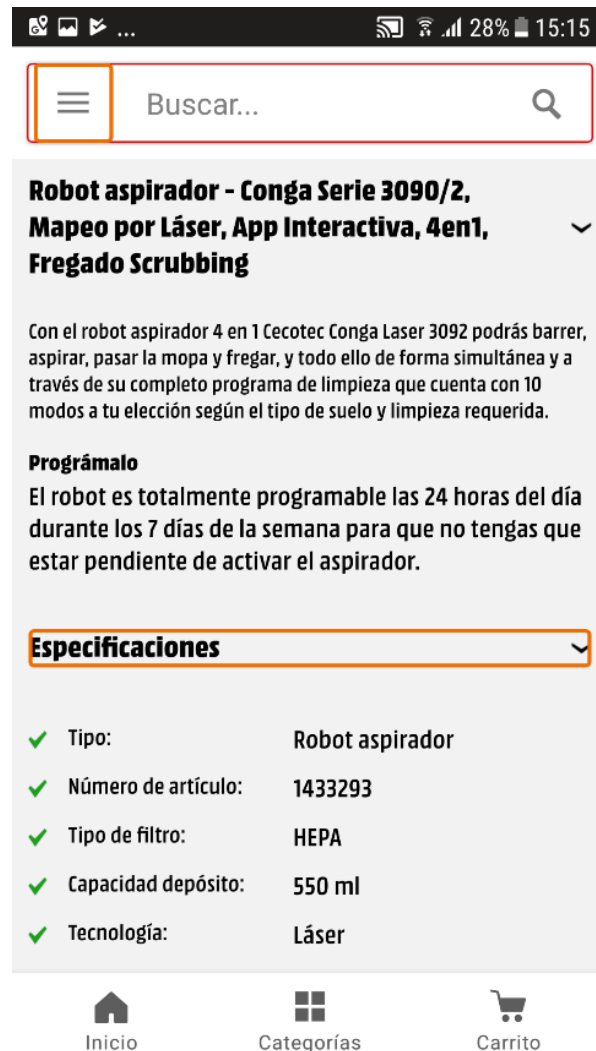 ... 28% 15:15
Buscar...
Robot aspirador - Conga Serie 3090/2,
Mapeo por Láser, App Interactiva, 4en1,
Fregado Scrubbing
Con el robot aspirador 4 en 1 Cecotec Conga Laser 3092 podrás barrer,
aspirar, pasar la mopa y fregar, y todo ello de forma simultánea y a
través de su completo programa de limpieza que cuenta con 10
modos a tu elección según el tipo de suelo y limpieza requerida.
Prográmalo
El robot es totalmente programable las 24 horas del día
durante los 7 días de la semana para que no tengas que
estar pendiente de activar el aspirador.
Especificaciones
Tipo: Robot aspirador
Número de artículo: 1433293
Tipo de filtro: HEPA
Capacidad depósito: 550 ml
Tecnología: Láser
Inicio Categorías Carrito